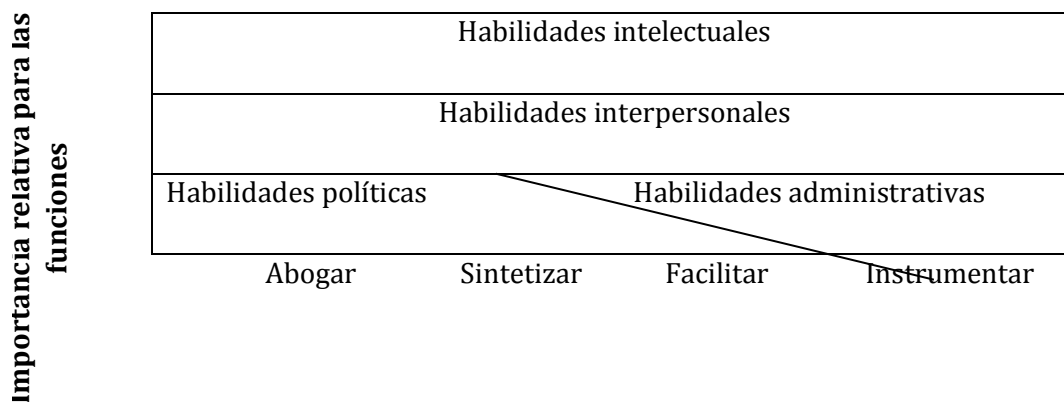 Importancia relativa para las
funciones
Habilidades intelectuales
Habilidades interpersonales
Habilidades políticas
Habilidades administrativas
Abogar
Sintetizar
Facilitar
Instrumentar